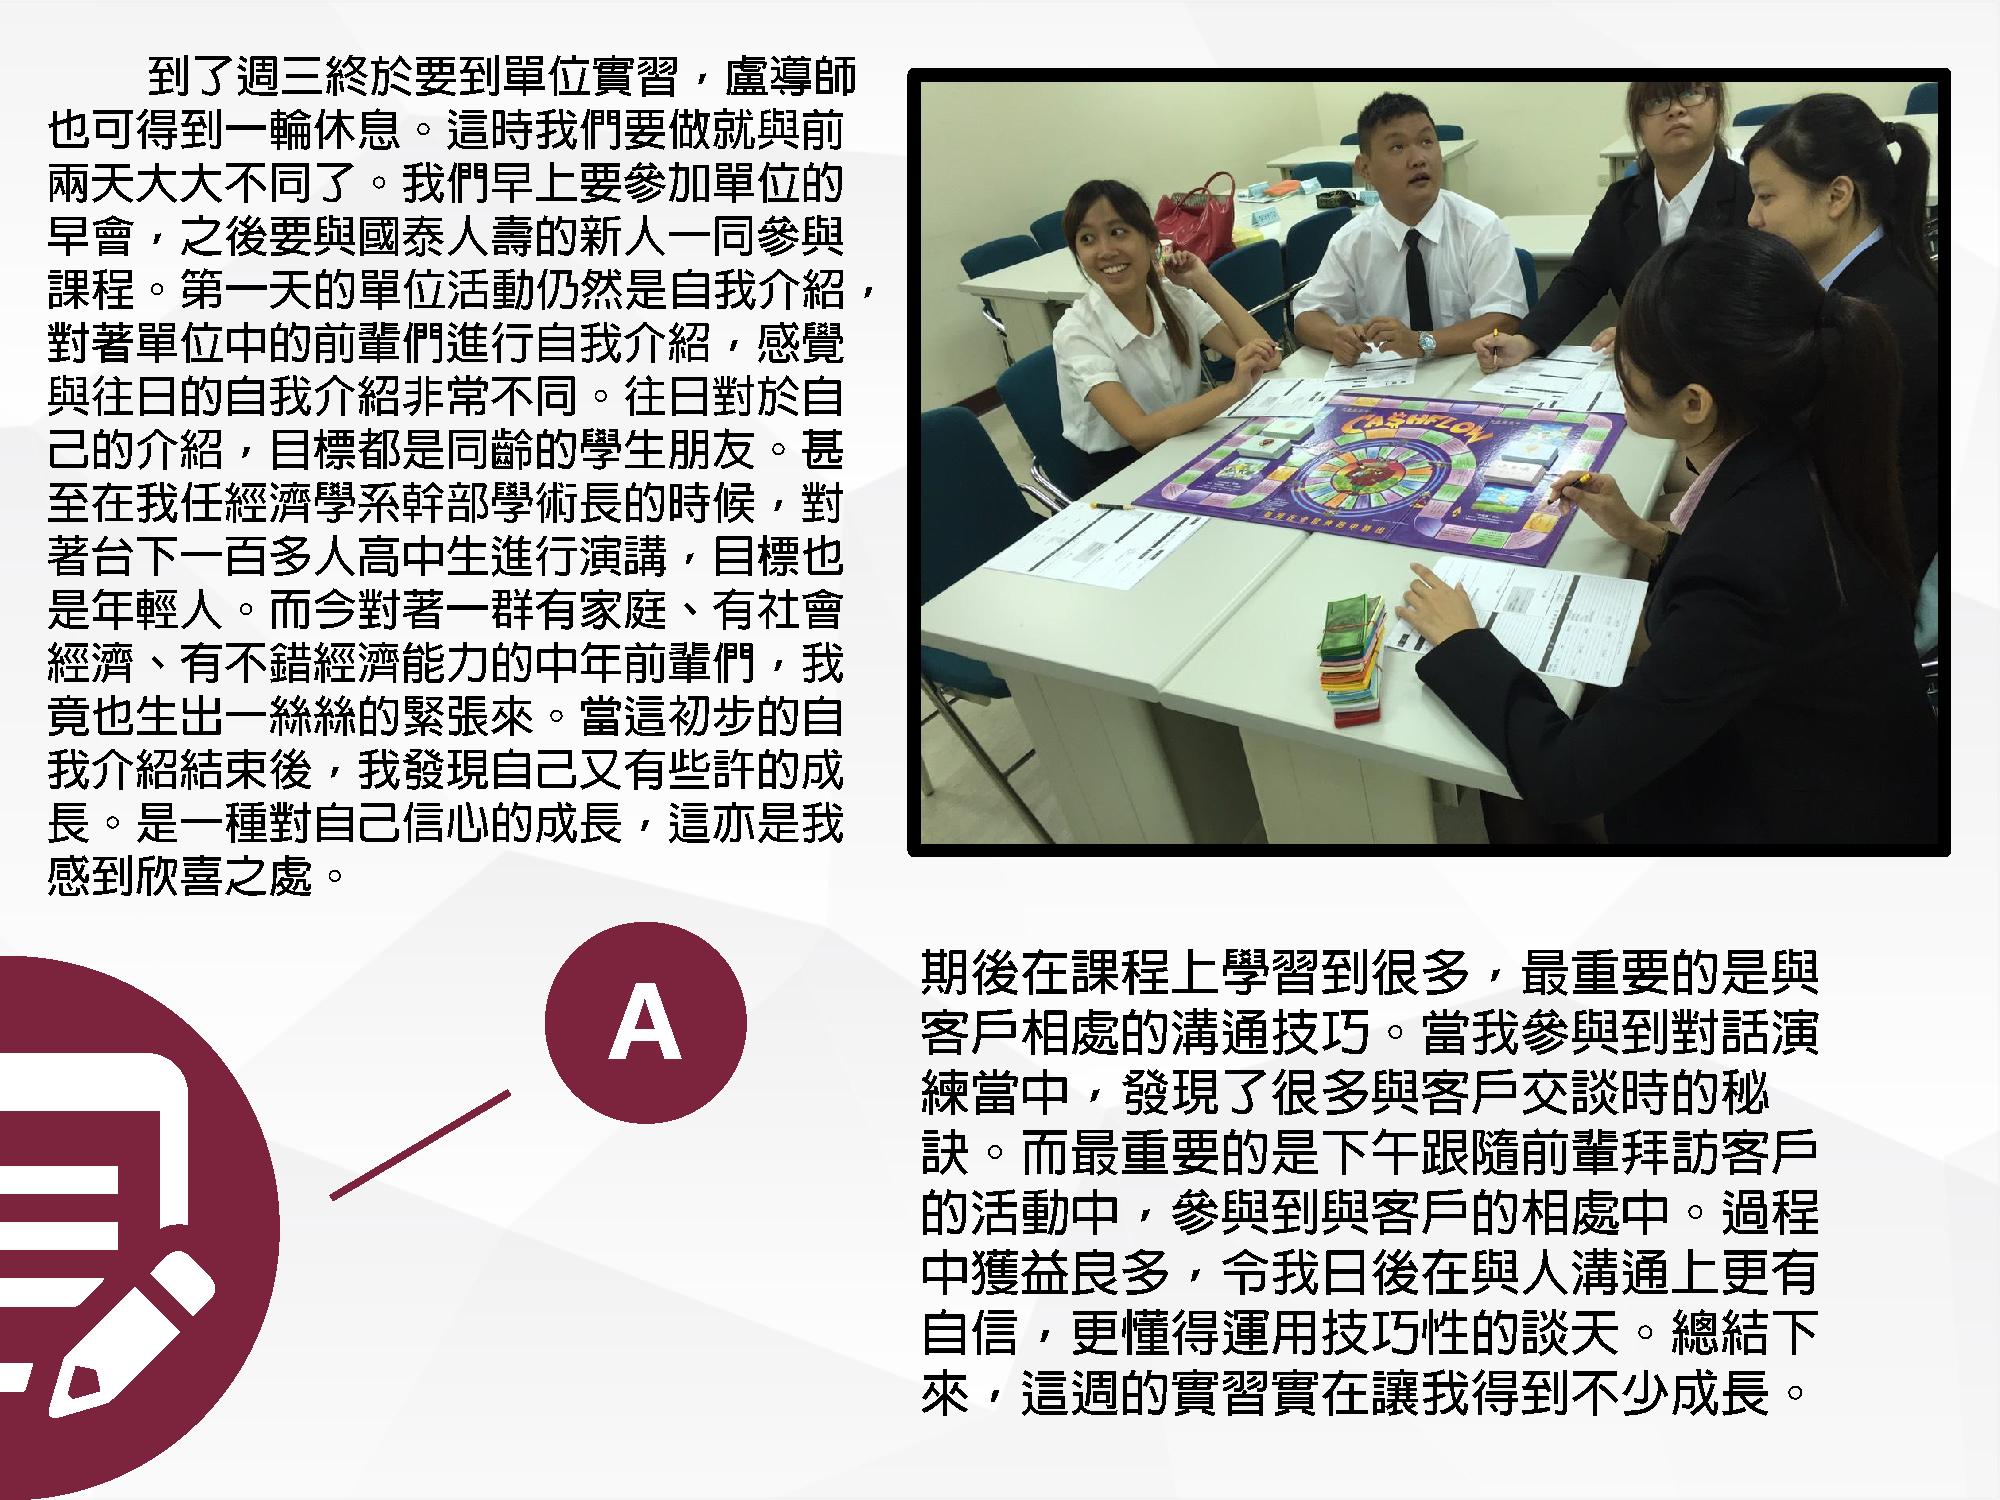 到了週三終於要到單位實習，盧導師
也可得到一輪休息。這時我們要做就與前
兩天大大不同了。我們早上要參加單位的
早會，之後要與國泰人壽的新人一同參與
課程。第一天的單位活動仍然是自我介紹，
對著單位中的前輩們進行自我介紹，感覺
與往日的自我介紹非常不同。往日對於自
己的介紹，目標都是同齡的學生朋友。甚
至在我任經濟學系幹部學術長的時候，對
著台下一百多人高中生進行演講，目標也
是年輕人。而今對著一群有家庭、有社會
經濟、有不錯經濟能力的中年前輩們，我
竟也生出一絲絲的緊張來。當這初步的自
我介紹結束後，我發現自己又有些許的成
長。是一種對自己信心的成長，這亦是我
感到欣喜之處。
CA$HFLOW
A
期後在課程上學習到很多，最重要的是與
客戶相處的溝通技巧。當我參與到對話演
練當中，發現了很多與客戶交談時的秘
訣。而最重要的是下午跟隨前輩拜訪客戶
的活動中，參與到與客戶的相處中。過程
中獲益良多，令我日後在與人溝通上更有
自信，更懂得運用技巧性的談天。總結下
來，這週的實習實在讓我得到不少成長。